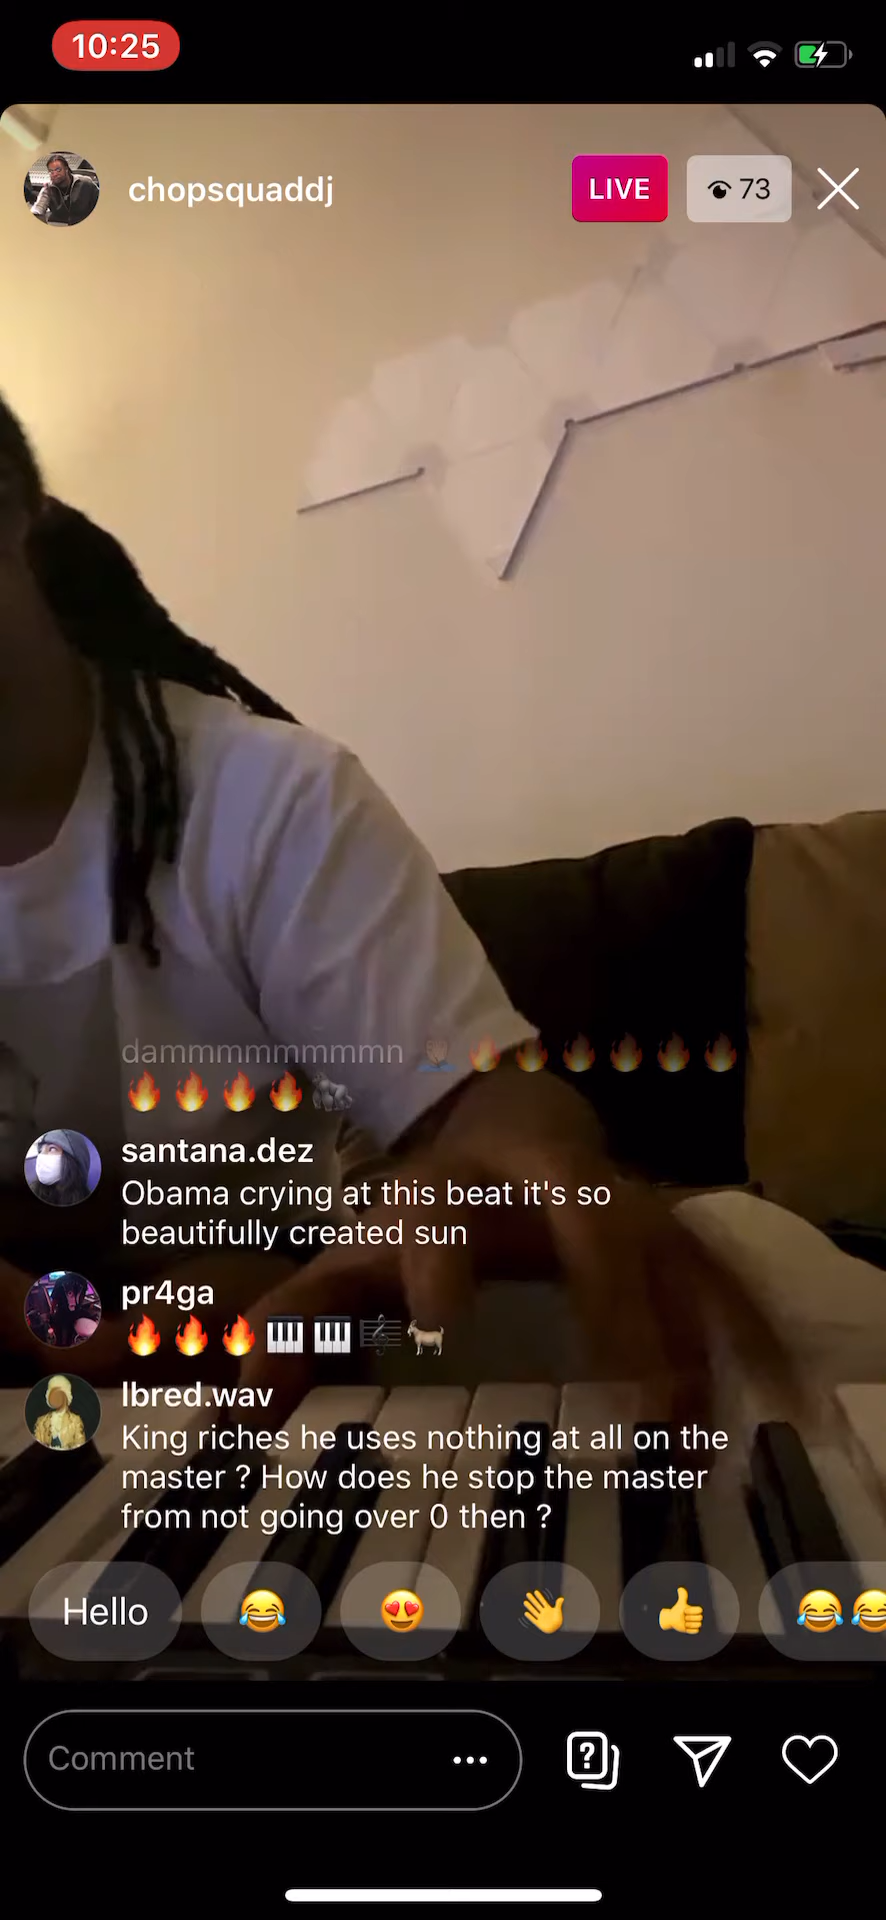 10:25
chopsquaddj
LIVE
73
dammmmmmmmn 🤦🏽‍♂️🔥🔥🔥🔥🔥🔥
🔥🔥🔥🔥🦍
santana.dez
Obama crying at this beat it's so
beautifully created sun
pr4ga
🔥🔥🔥🎹🎹🎼🐐
lbred.wav
King riches he uses nothing at all on the
master ? How does he stop the master
from not going over 0 then ?
Hello 😂 😍 👋 👍 😂😂
Comment